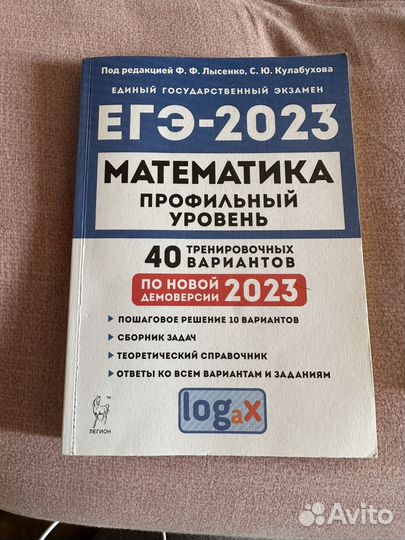 Под редакцией Ф. Ф. Лысенко, С. Ю. Кулабухова
ЕДИНЫЙ ГОСУДАРСТВЕННЫЙ ЭКЗАМЕН
ЕГЭ-2023
МАТЕМАТИКА
ПРОФИЛЬНЫЙ
УРОВЕНЬ
40 ТРЕНИРОВОЧНЫХ
ВАРИАНТОВ
ПО НОВОЙ
ДЕМОВЕРСИИ 2023
ПОШАГОВОЕ РЕШЕНИЕ 10 ВАРИАНТОВ
СБОРНИК ЗАДАЧ
ТЕОРЕТИЧЕСКИЙ СПРАВОЧНИК
ОТВЕТЫ КО ВСЕМ ВАРИАНТАМ И ЗАДАНИЯМ
TM
ЛЕГИОН
logax
Avito